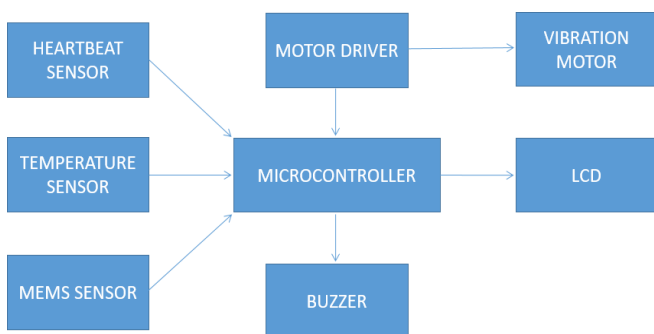 HEARTBEAT
SENSOR
MOTOR DRIVER
VIBRATION
MOTOR
TEMPERATURE
SENSOR
MICROCONTROLLER
LCD
MEMS SENSOR
BUZZER